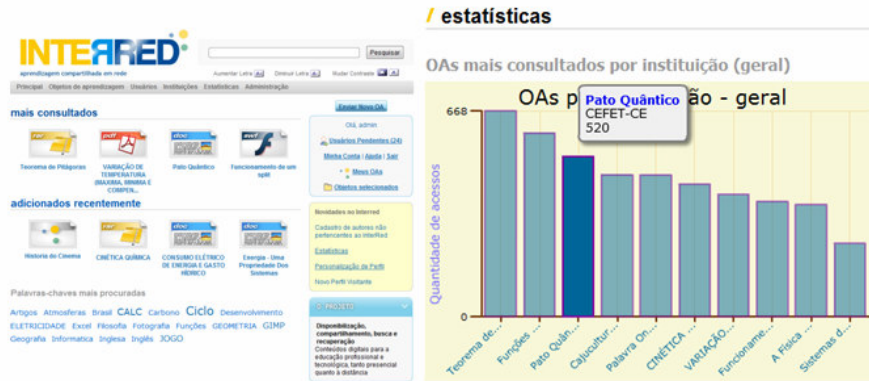 INTERRED
aprendizagem compartilhada em rede
Pesquisar
Aumentar Letra [A+] Diminuir Letra [A-] Mudar Contraste
Principal Objetos de aprendizagem Usuários Instituições Estatísticas Administração
mais consultados
rar
pdf
doc
swf
Teorema de Pitágoras
VARIAÇÃO DE TEMPERATURA (MÁXIMA, MÍNIMA E COMPEN...
Pato Quântico
Funcionamento de um split
adicionados recentemente
rar
doc
doc
Historia do Cinema
CINÉTICA QUÍMICA
CONSUMO ELÉTRICO DE ENERGIA E GASTO HÍDRICO
Energia - Uma Propriedade Dos Sistemas
Palavras-chaves mais procuradas
Artigos Atmosferas Brasil CALC Carbono Ciclo Desenvolvimento
ELETRICIDADE Excel Filosofia Fotografia Funções GEOMETRIA GIMP
Geografia Informatica Inglesa Inglês JOGO
Enviar Novo OA
Olá, admin
Usuários Pendentes (24)
Minha Conta | Ajuda | Sair
Meus OAs
Objetos selecionados
Novidades no Interred
Cadastro de autores não
pertencentes ao InterRed
Estatísticas
Personalização de Perfil
Novo Perfil Visitante
O PROJETO
Disponibilização,
compartilhamento, busca e
recuperação
Conteúdos digitais para a
educação profissional e
tecnológica, tanto presencial
quanto à distância
/ estatísticas
OAs mais consultados por instituição (geral)
OAs p
ão - geral
Pato Quântico
CEFET-CE
520
668
0
Quantidade de acessos
Teorema de...
Funções ...
Pato Quân...
Cajucultur...
Palavra On...
CINÉTICA ...
VARIAÇÃO...
Funcioname...
A Física ...
Sistemas d...